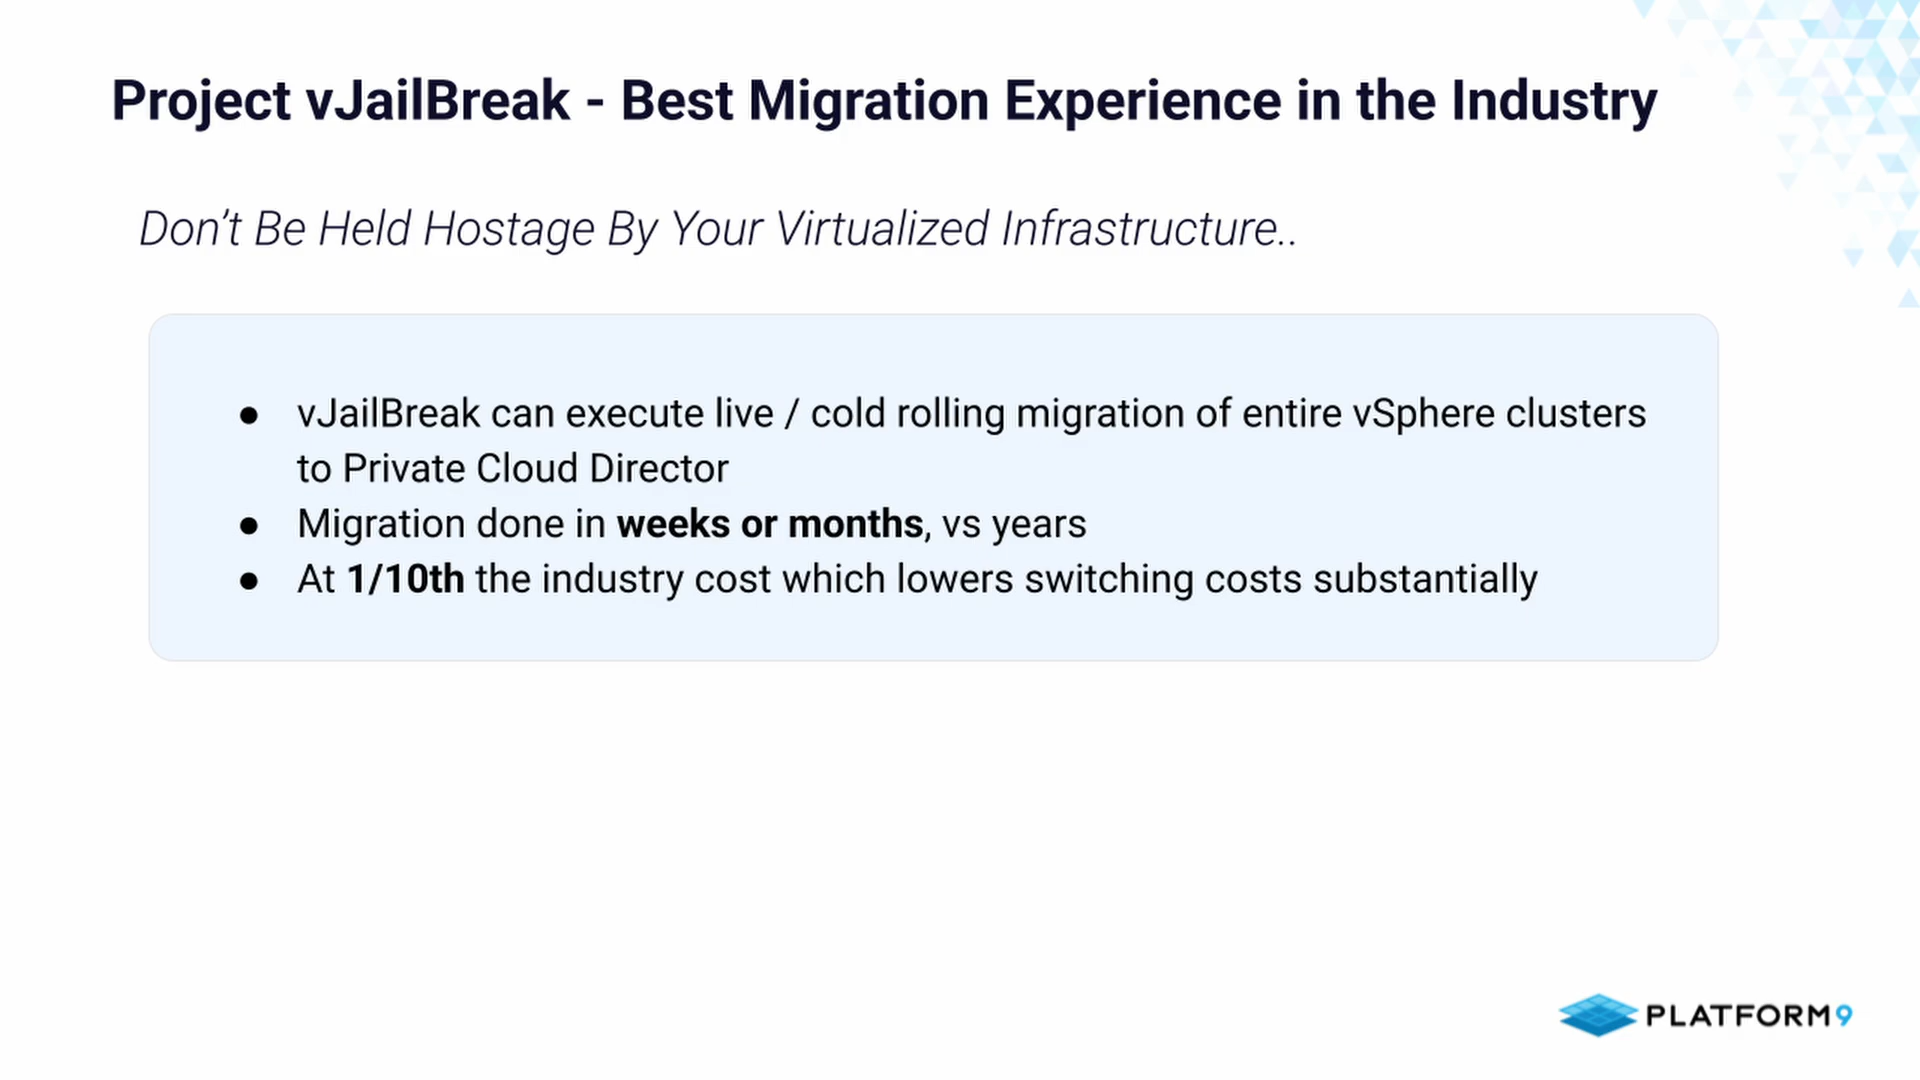 Project vJailBreak - Best Migration Experience in the Industry
Don’t Be Held Hostage By Your Virtualized Infrastructure..
● vJailBreak can execute live / cold rolling migration of entire vSphere clusters
to Private Cloud Director
● Migration done in weeks or months, vs years
● At 1/10th the industry cost which lowers switching costs substantially
PLATFORM9